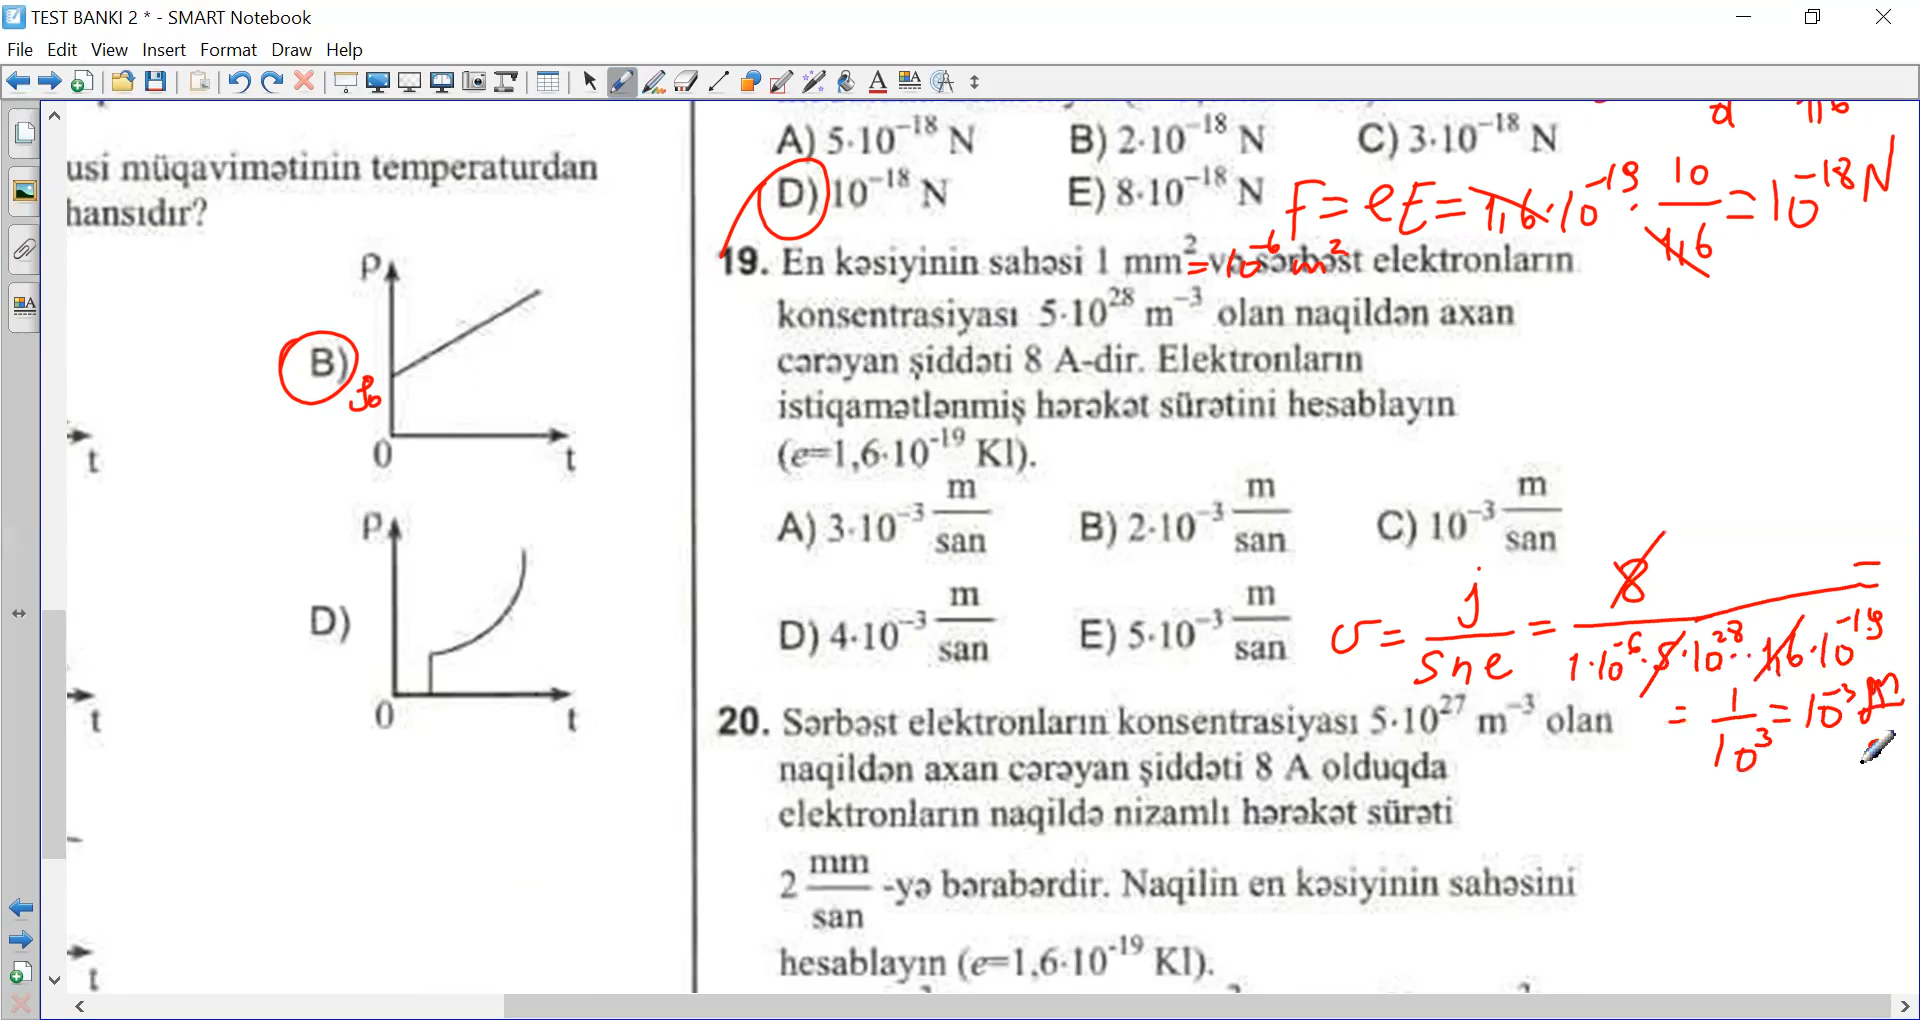 TEST BANKI 2 * - SMART Notebook
File Edit View Insert Format Draw Help
usi müqavimətinin temperaturdan
hansıdır?
ρ
B)
ρ₀
0
t
t
ρ
D)
0
t
t
t
A) 5·10⁻¹⁸ N B) 2·10⁻¹⁸ N C) 3·10⁻¹⁸ N
D) 10⁻¹⁸ N E) 8·10⁻¹⁸ N
F = eE = 1,6·10⁻¹⁹ · 10/1,6 = 10⁻¹⁸ N
19. En kəsiyinin sahəsi 1 mm² və sərbəst elektronların
= 10⁻⁶ m²
konsentrasiyası 5·10²⁸ m⁻³ olan naqildən axan
cərəyan şiddəti 8 A-dir. Elektronların
istiqamətlənmiş hərəkət sürətini hesablayın
(e=1,6·10⁻¹⁹ Kl).
A) 3·10⁻³ m/san B) 2·10⁻³ m/san C) 10⁻³ m/san
D) 4·10⁻³ m/san E) 5·10⁻³ m/san
υ = j/Sne = 8/1·10⁻⁶·5·10²⁸·1,6·10⁻¹⁹ =
= 1/10³ = 10⁻³ m
20. Sərbəst elektronların konsentrasiyası 5·10²⁷ m⁻³ olan
naqildən axan cərəyan şiddəti 8 A olduqda
elektronların naqildə nizamlı hərəkət sürəti
2 mm/san -yə bərabərdir. Naqilin en kəsiyinin sahəsini
hesablayın (e=1,6·10⁻¹⁹ Kl).